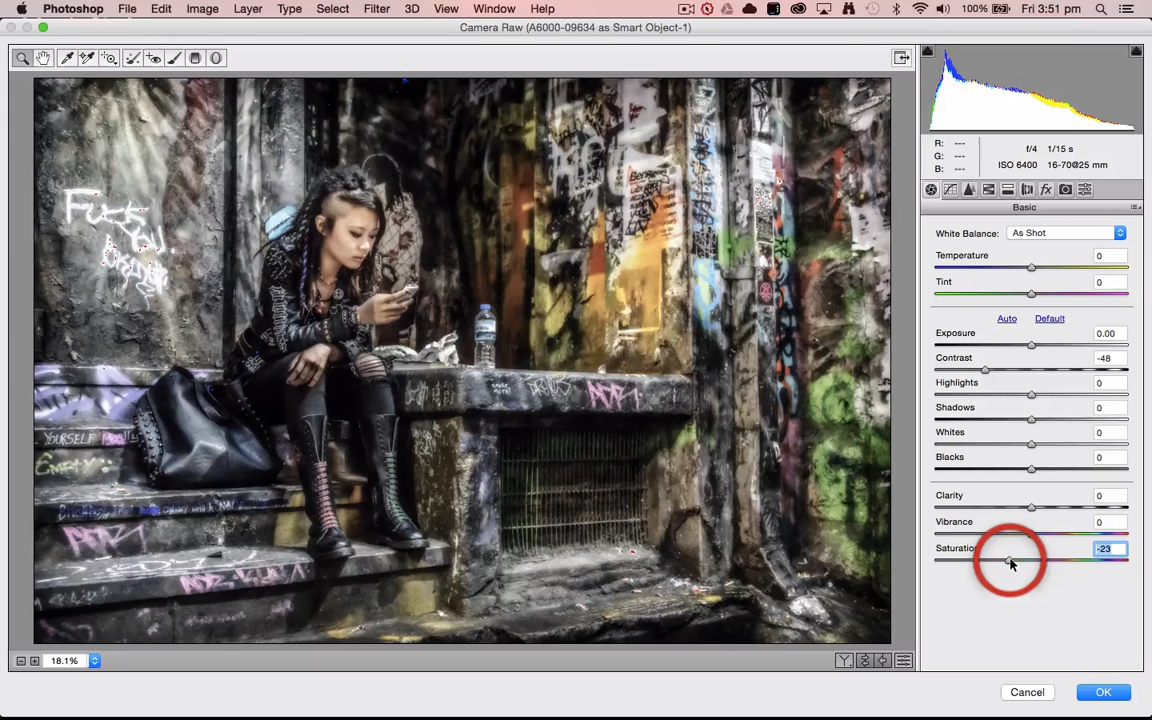 Photoshop File Edit Image Layer Type Select Filter 3D View Window Help 100% Fri 3:51 pm
Camera Raw (A6000-09634 as Smart Object-1)
R: ---
G: ---
B: ---
f/4 1/15 s
ISO 6400 16-70@25 mm
Basic
White Balance: As Shot
Temperature 0
Tint 0
Auto Default
Exposure 0.00
Contrast -48
Highlights 0
Shadows 0
Whites 0
Blacks 0
Clarity 0
Vibrance 0
Saturation -23
YOURSELF Really
EMPTY
18.1%
Cancel OK